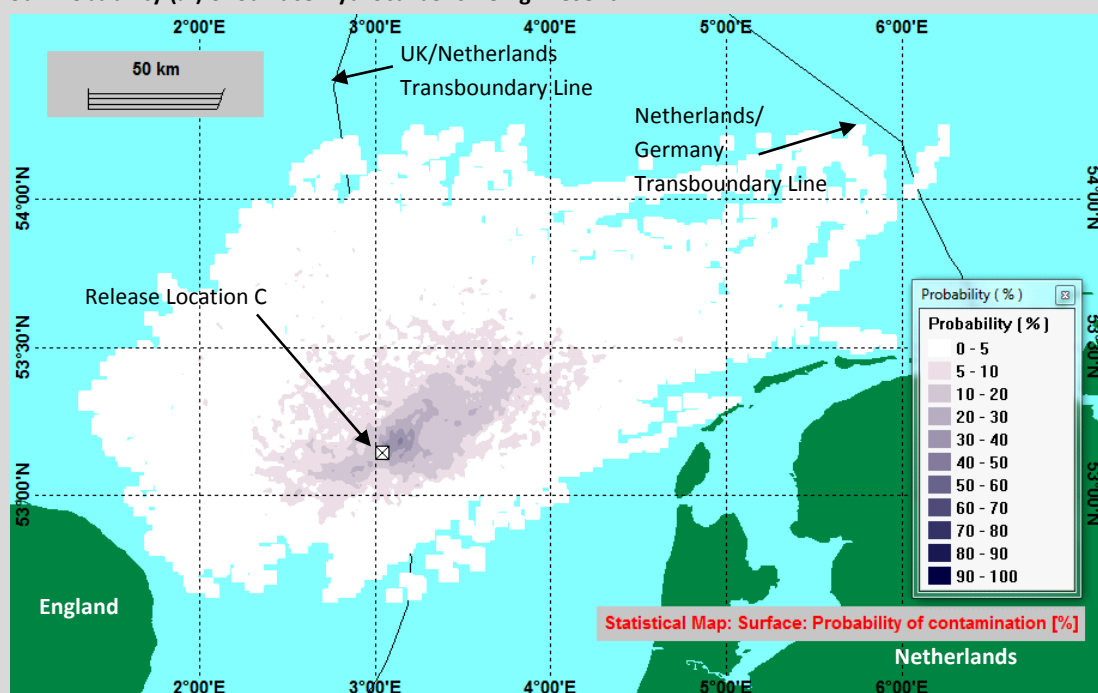 2°00'E 3°00'E 4°00'E 5°00'E 6°00'E
50 km
UK/Netherlands
Transboundary Line
Netherlands/
Germany
Transboundary Line
54°00'N 54°00'N
Release Location C
53°30'N 53°30'N
Probability ( % )
Probability ( % )
0 - 5
5 - 10
10 - 20
20 - 30
30 - 40
40 - 50
50 - 60
60 - 70
70 - 80
80 - 90
90 - 100
53°00'N 53°00'N
England
Statistical Map: Surface: Probability of contamination [%]
Netherlands
2°00'E 3°00'E 4°00'E 5°00'E 6°00'E